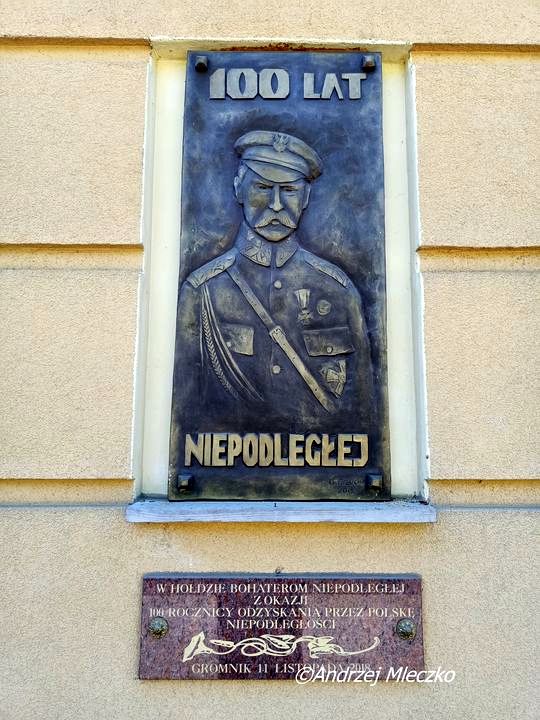 100 LAT
NIEPODLEGŁEJ
W HOŁDZIE BOHATEROM NIEPODLEGŁEJ
Z OKAZJI
100 ROCZNICY ODZYSKANIA PRZEZ POLSKĘ
NIEPODLEGŁOŚCI
GROMNIK 11 LISTOPADA 2018
©Andrzej Mleczko